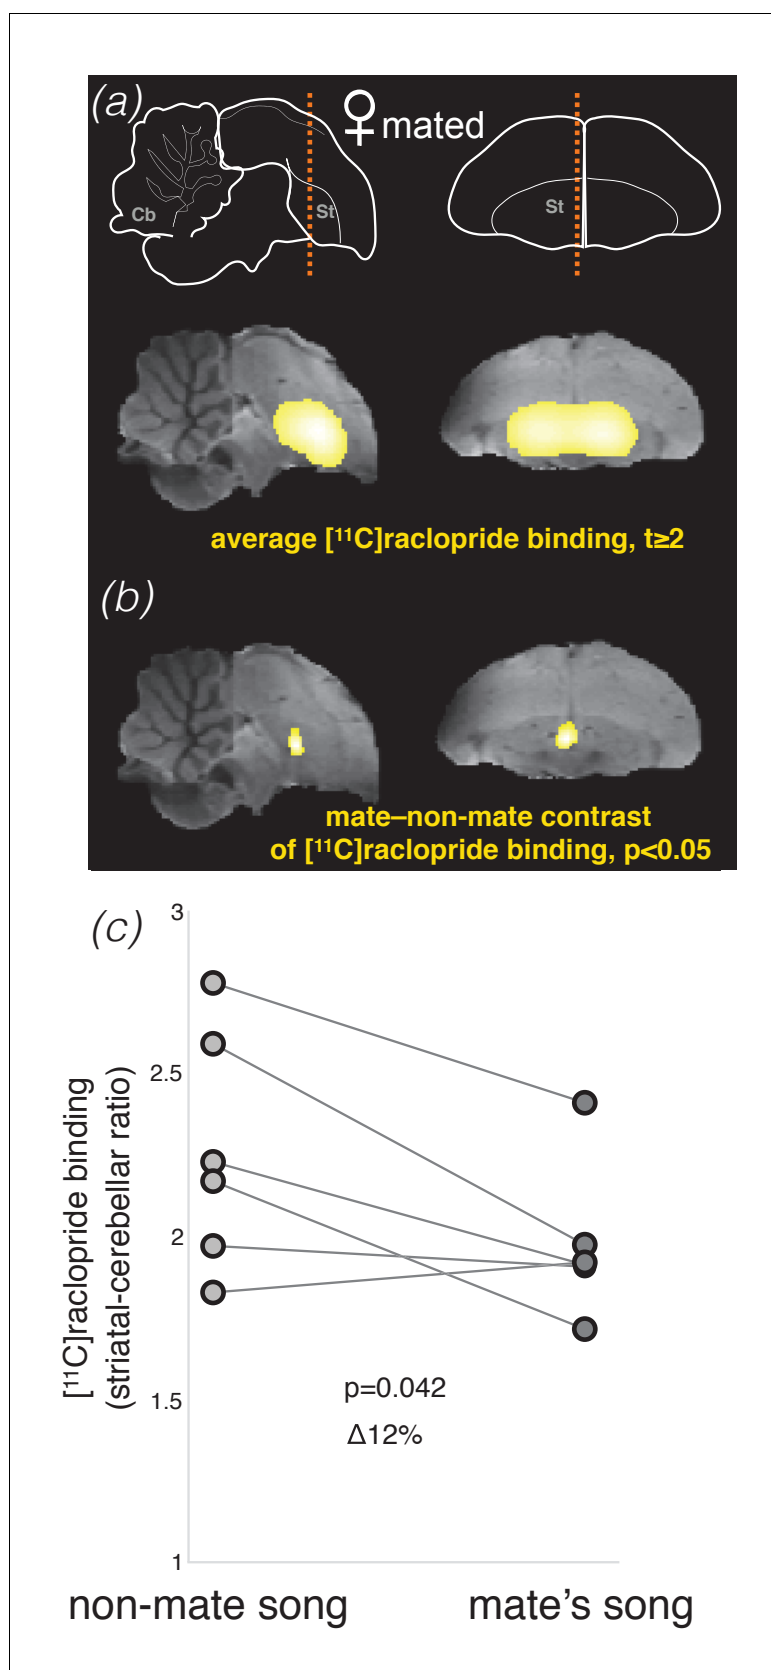 (a)
♀ mated
Cb
St
St
average [¹¹C]raclopride binding, t≥2
(b)
mate–non-mate contrast
of [¹¹C]raclopride binding, p<0.05
(c)
3
2.5
2
1.5
1
[¹¹C]raclopride binding
(striatal-cerebellar ratio)
p=0.042
Δ12%
non-mate song
mate’s song